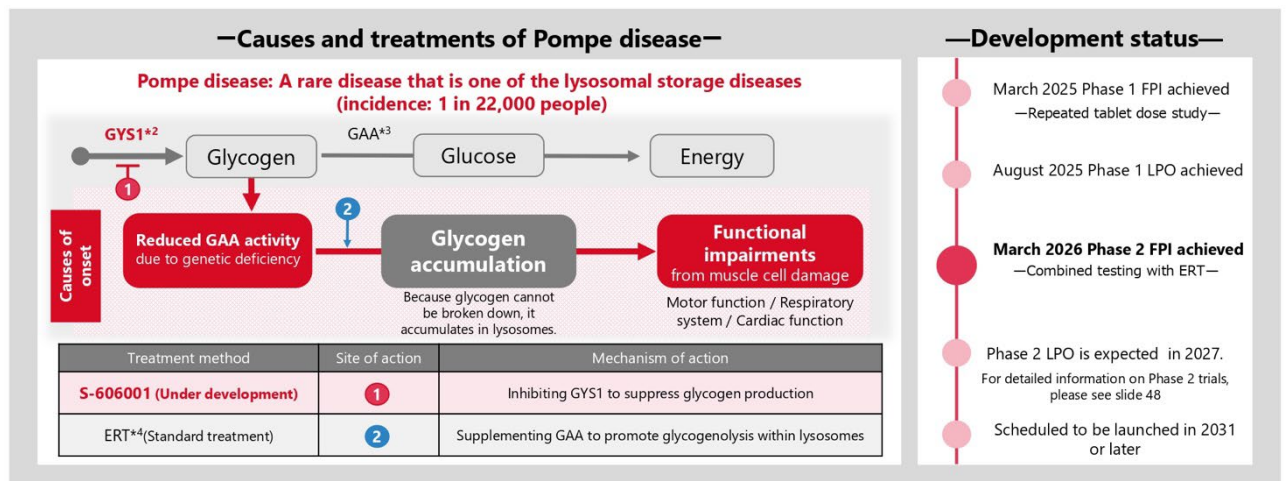 —Causes and treatments of Pompe disease—
Pompe disease: A rare disease that is one of the lysosomal storage diseases
(incidence: 1 in 22,000 people)
GYS1*2
Glycogen
GAA*3
Glucose
Energy
1
2
Causes of
onset
Reduced GAA activity
due to genetic deficiency
Glycogen
accumulation
Because glycogen cannot
be broken down, it
accumulates in lysosomes.
Functional
impairments
from muscle cell damage
Motor function / Respiratory
system / Cardiac function
Treatment method Site of action Mechanism of action
S-606001 (Under development) 1 Inhibiting GYS1 to suppress glycogen production
ERT*4(Standard treatment) 2 Supplementing GAA to promote glycogenolysis within lysosomes
—Development status—
March 2025 Phase 1 FPI achieved
—Repeated tablet dose study—
August 2025 Phase 1 LPO achieved
March 2026 Phase 2 FPI achieved
—Combined testing with ERT—
Phase 2 LPO is expected in 2027.
For detailed information on Phase 2 trials,
please see slide 48
Scheduled to be launched in 2031
or later